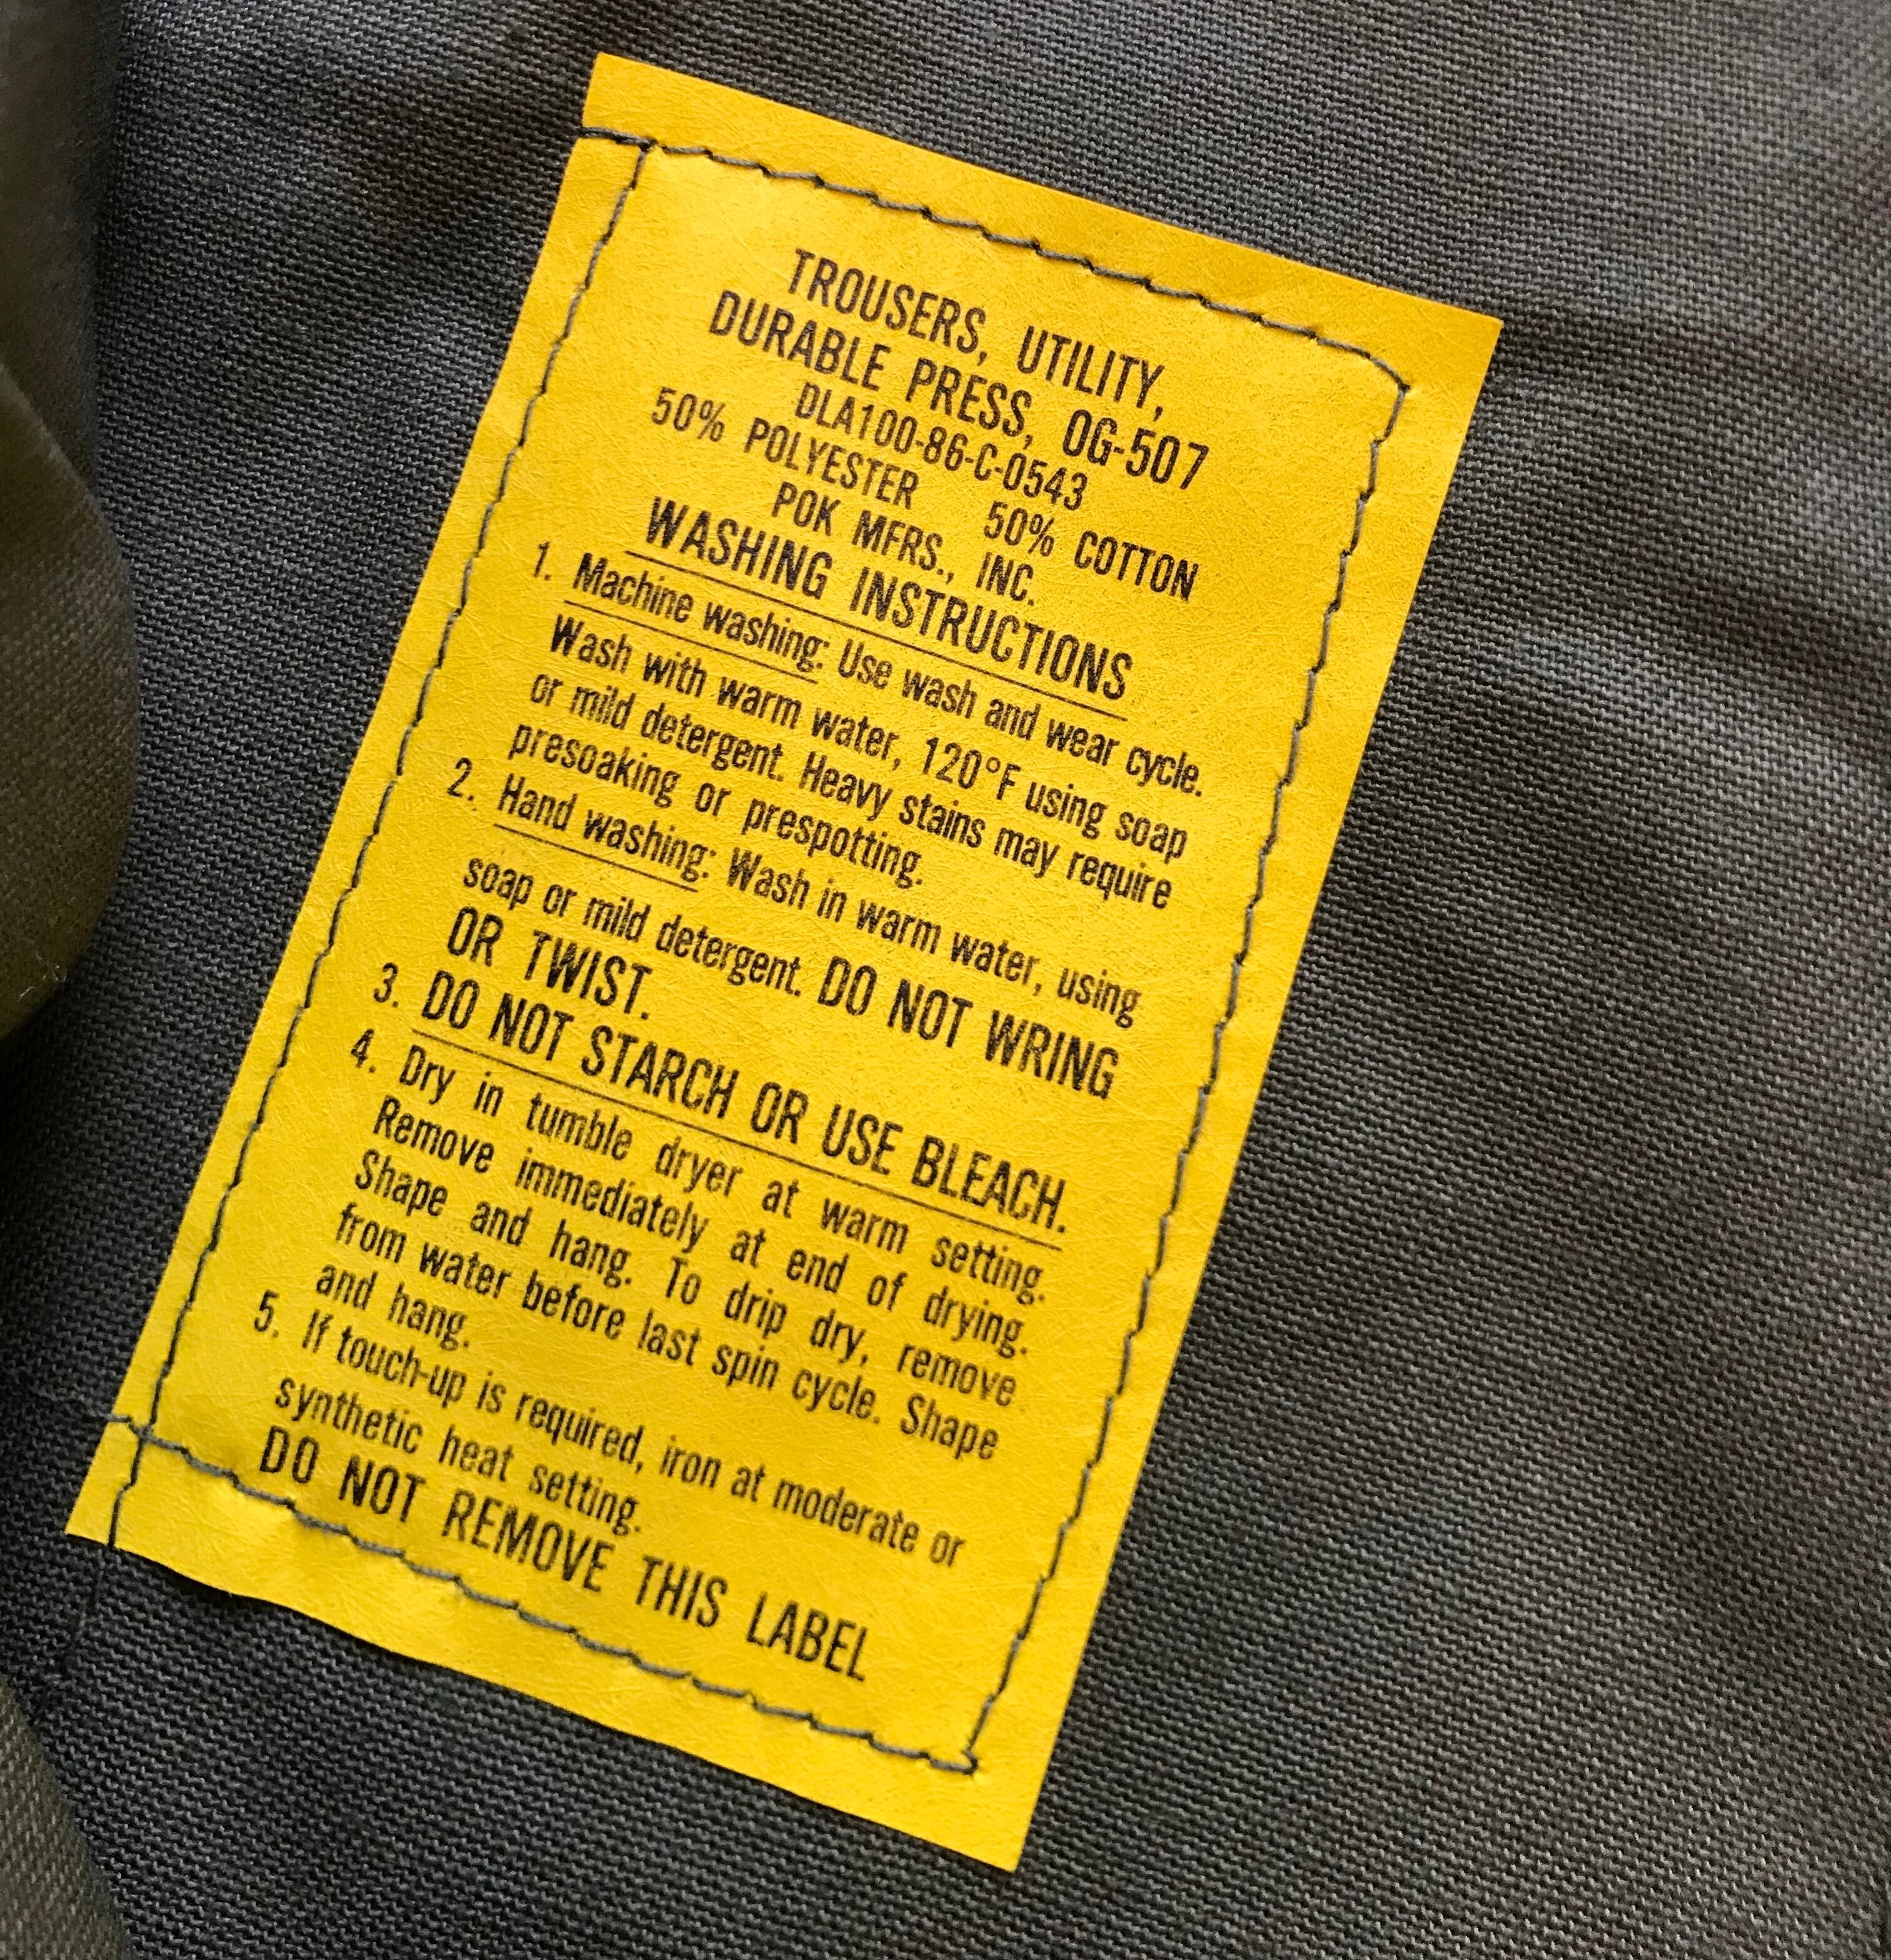 TROUSERS, UTILITY,
DURABLE PRESS, OG-507
DLA100-86-C-0543
50% POLYESTER 50% COTTON
POK MFRS., INC.
WASHING INSTRUCTIONS
1. Machine washing: Use wash and wear cycle.
Wash with warm water, 120°F using soap
or mild detergent. Heavy stains may require
presoaking or prespotting.
2. Hand washing: Wash in warm water, using
soap or mild detergent. DO NOT WRING
OR TWIST.
3. DO NOT STARCH OR USE BLEACH.
4. Dry in tumble dryer at warm setting.
Remove immediately at end of drying.
Shape and hang. To drip dry, remove
from water before last spin cycle. Shape
and hang.
5. If touch-up is required, iron at moderate or
synthetic heat setting.
DO NOT REMOVE THIS LABEL